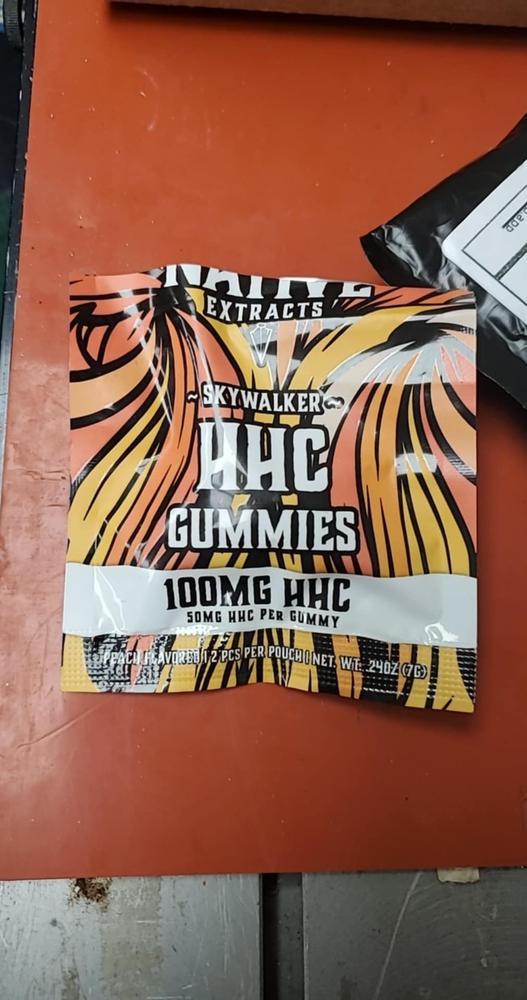 NATIVE
EXTRACTS
~SKYWALKER~
HHC
GUMMIES
100MG HHC
50MG HHC PER GUMMY
PEACH FLAVORED | 2 PCS PER POUCH | NET. WT. .24OZ (7G)